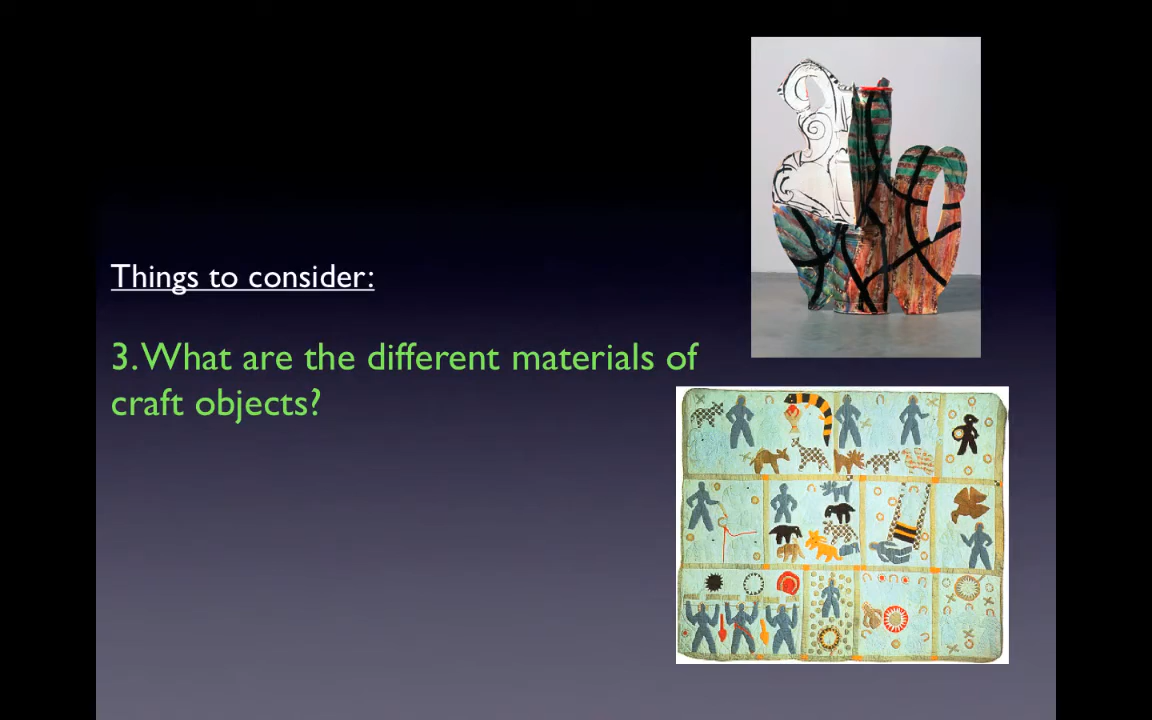 Things to consider:
3. What are the different materials of
craft objects?